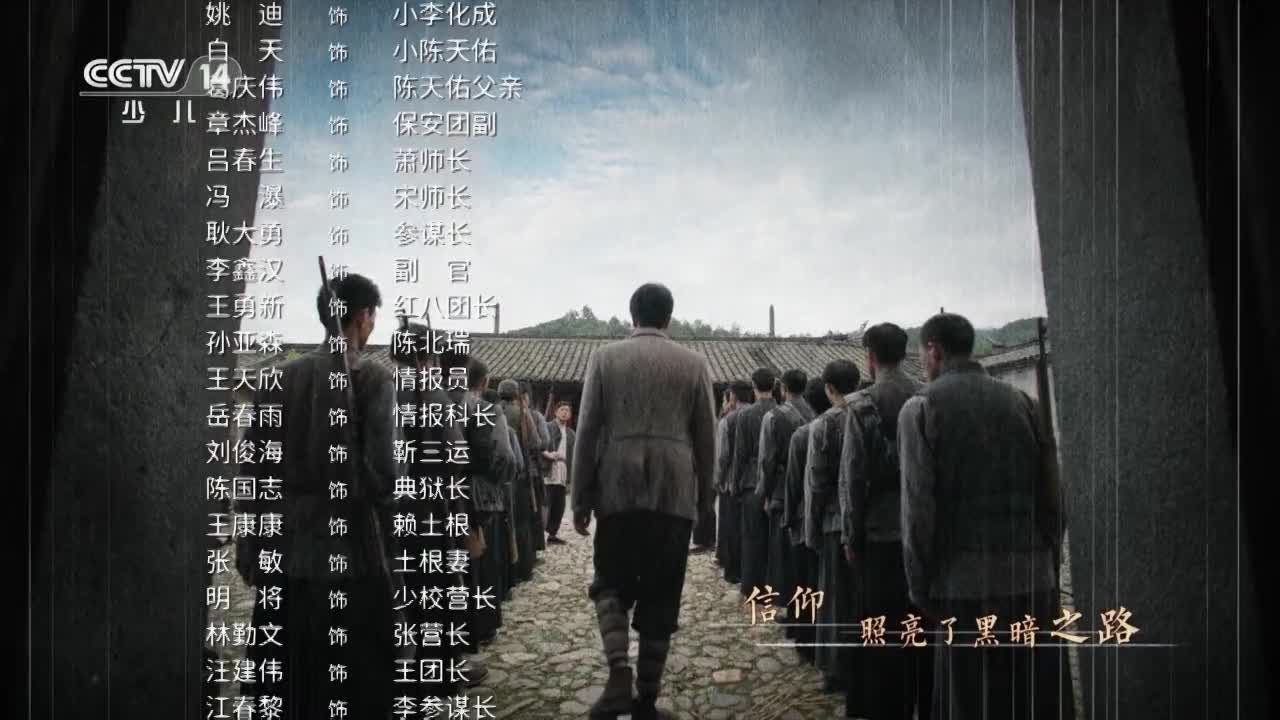 CCTV 14
少儿
姚 迪 饰 小李化成
白 天 饰 小陈天佑
葛庆伟 饰 陈天佑父亲
章杰峰 饰 保安团副
吕春生 饰 萧师长
冯 瀑 饰 宋师长
耿大勇 饰 参谋长
李鑫汉 饰 副 官
王勇新 饰 红八团长
孙亚森 饰 陈北瑞
王天欣 饰 情报员
岳春雨 饰 情报科长
刘俊海 饰 靳三运
陈国志 饰 典狱长
王康康 饰 赖土根
张 敏 饰 土根妻
明 将 饰 少校营长
林勤文 饰 张营长
汪建伟 饰 王团长
江春黎 饰 李参谋长
信仰
照亮了黑暗之路